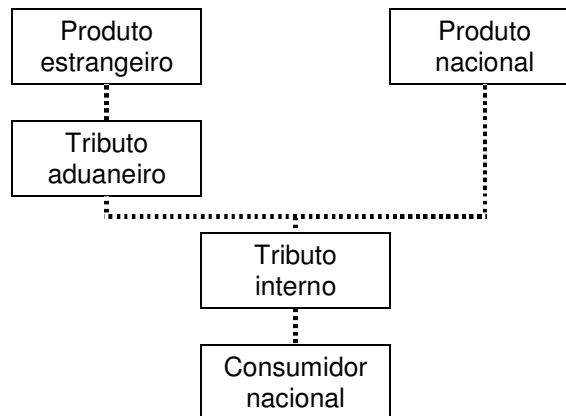 Produto
estrangeiro
Produto
nacional
Tributo
aduaneiro
Tributo
interno
Consumidor
nacional